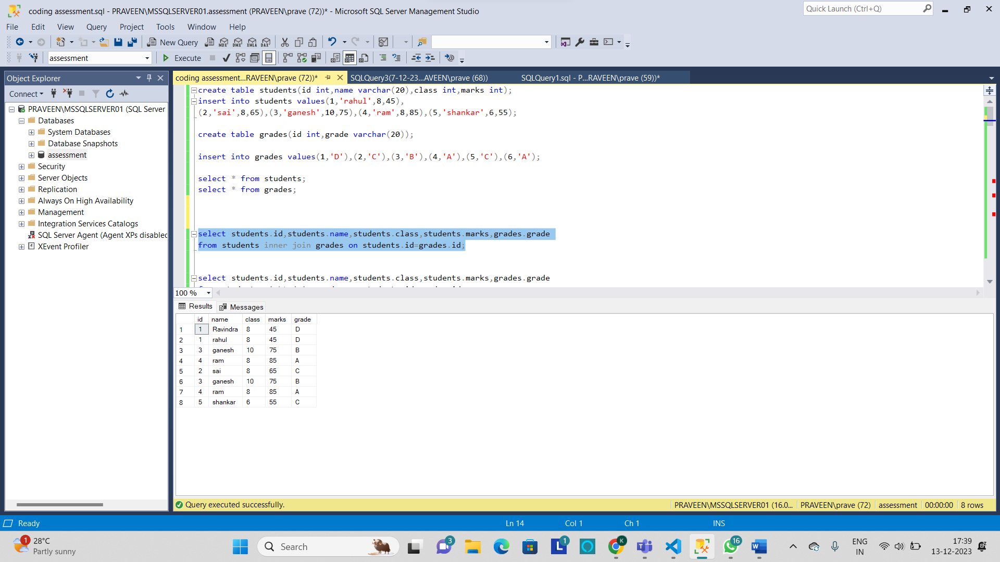 coding assessment.sql - PRAVEEN\MSSQLSERVER01.assessment (PRAVEEN\prave (72))* - Microsoft SQL Server Management Studio
Quick Launch (Ctrl+Q)
File Edit View Query Project Tools Window Help
New Query MDX DMX XMLA DAX
assessment Execute
Object Explorer
coding assessment...RAVEEN\prave (72))* SQLQuery3(7-12-23...AVEEN\prave (68)) SQLQuery1.sql - P...RAVEEN\prave (59))*
Connect
PRAVEEN\MSSQLSERVER01 (SQL Server
Databases
System Databases
Database Snapshots
assessment
Security
Server Objects
Replication
Always On High Availability
Management
Integration Services Catalogs
SQL Server Agent (Agent XPs disabled
XEvent Profiler
create table students(id int,name varchar(20),class int,marks int);
insert into students values(1,'rahul',8,45),
(2,'sai',8,65),(3,'ganesh',10,75),(4,'ram',8,85),(5,'shankar',6,55);
create table grades(id int,grade varchar(20));
insert into grades values(1,'D'),(2,'C'),(3,'B'),(4,'A'),(5,'C'),(6,'A');
select * from students;
select * from grades;
select students.id,students.name,students.class,students.marks,grades.grade
from students inner join grades on students.id=grades.id;
select students.id,students.name,students.class,students.marks,grades.grade
100 %
Results Messages
id name class marks grade
1 1 Ravindra 8 45 D
2 1 rahul 8 45 D
3 3 ganesh 10 75 B
4 4 ram 8 85 A
5 2 sai 8 65 C
6 3 ganesh 10 75 B
7 4 ram 8 85 A
8 5 shankar 6 55 C
Query executed successfully. PRAVEEN\MSSQLSERVER01 (16.0... PRAVEEN\prave (72) assessment 00:00:00 8 rows
Ready Ln 14 Col 1 Ch 1 INS
1 28°C
Partly sunny
Search
3
L 1
K
16
ENG
IN
17:39
13-12-2023